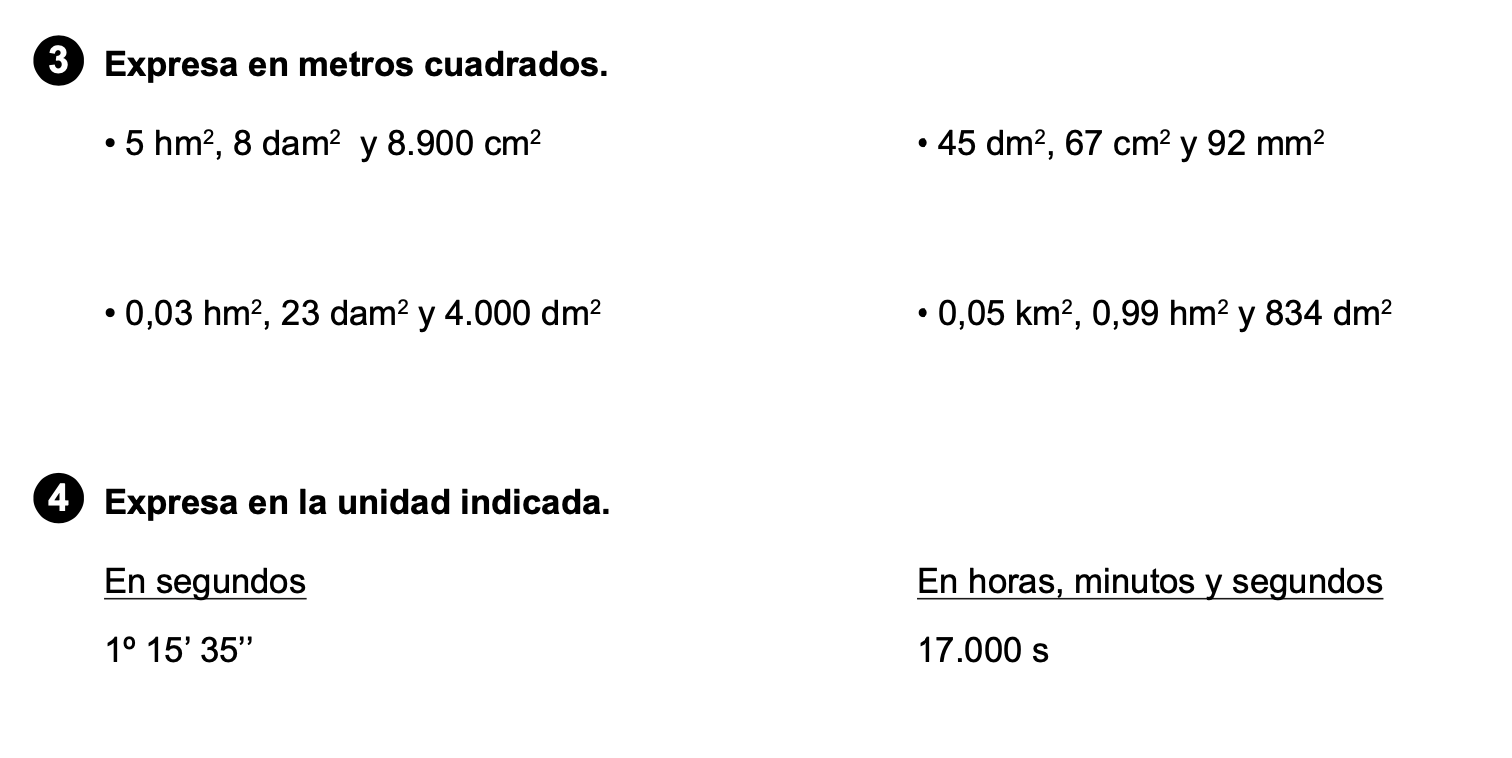 3 Expresa en metros cuadrados.
• 5 hm², 8 dam² y 8.900 cm²
• 45 dm², 67 cm² y 92 mm²
• 0,03 hm², 23 dam² y 4.000 dm²
• 0,05 km², 0,99 hm² y 834 dm²
4 Expresa en la unidad indicada.
En segundos
En horas, minutos y segundos
1º 15’ 35’’
17.000 s